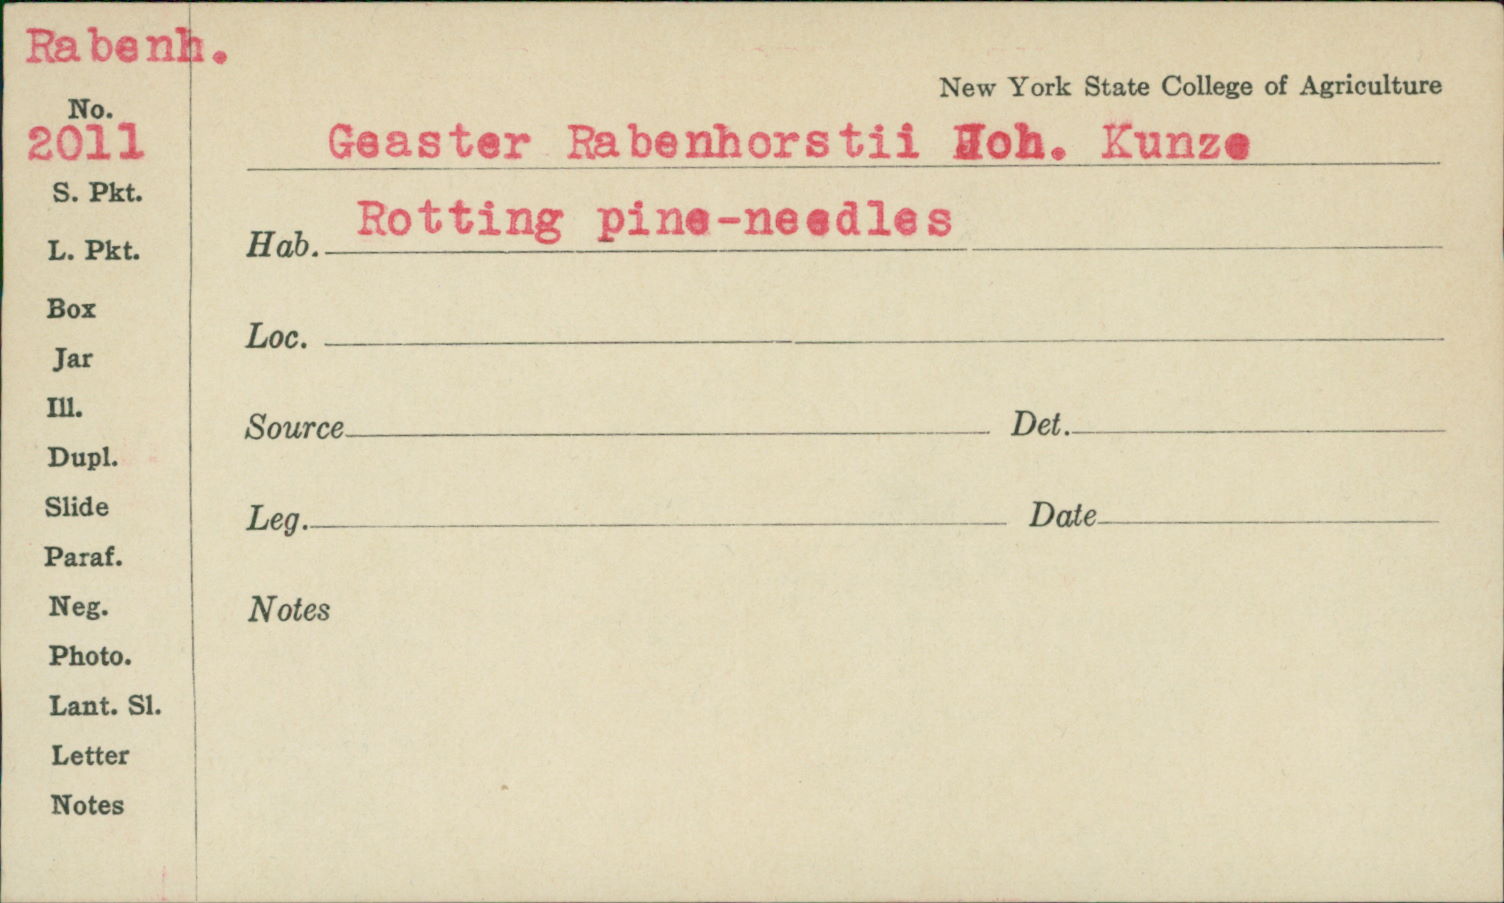 Rabenh.
New York State College of Agriculture
No.
2011
Geaster Rabenhorstii Joh. Kunze
S. Pkt.
Hab. Rotting pine-needles
L. Pkt.
Box
Loc.
Jar
Ill.
Source Det.
Dupl.
Slide
Leg. Date
Paraf.
Neg.
Notes
Photo.
Lant. Sl.
Letter
Notes